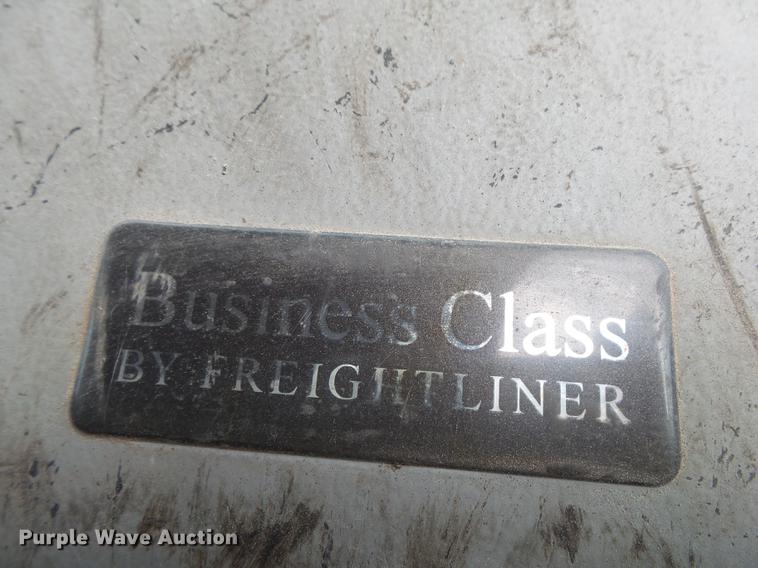 Business Class
BY FREIGHTLINER
Purple Wave Auction